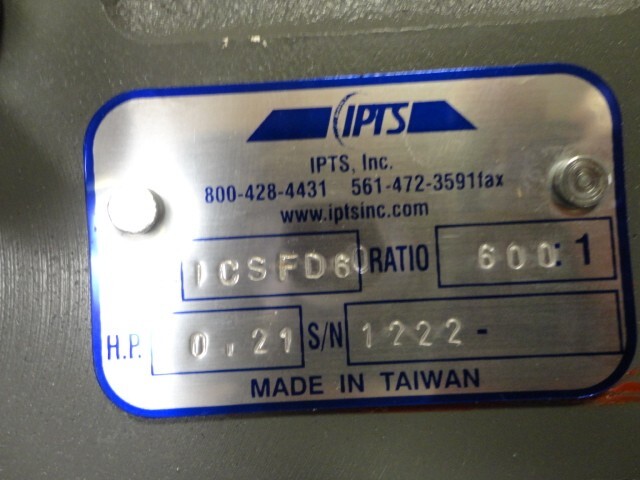 IPTS
IPTS, Inc.
800-428-4431 561-472-3591fax
www.iptsinc.com
ICSFD60 RATIO 600:1
H.P. 0.21 S/N 1222-
MADE IN TAIWAN